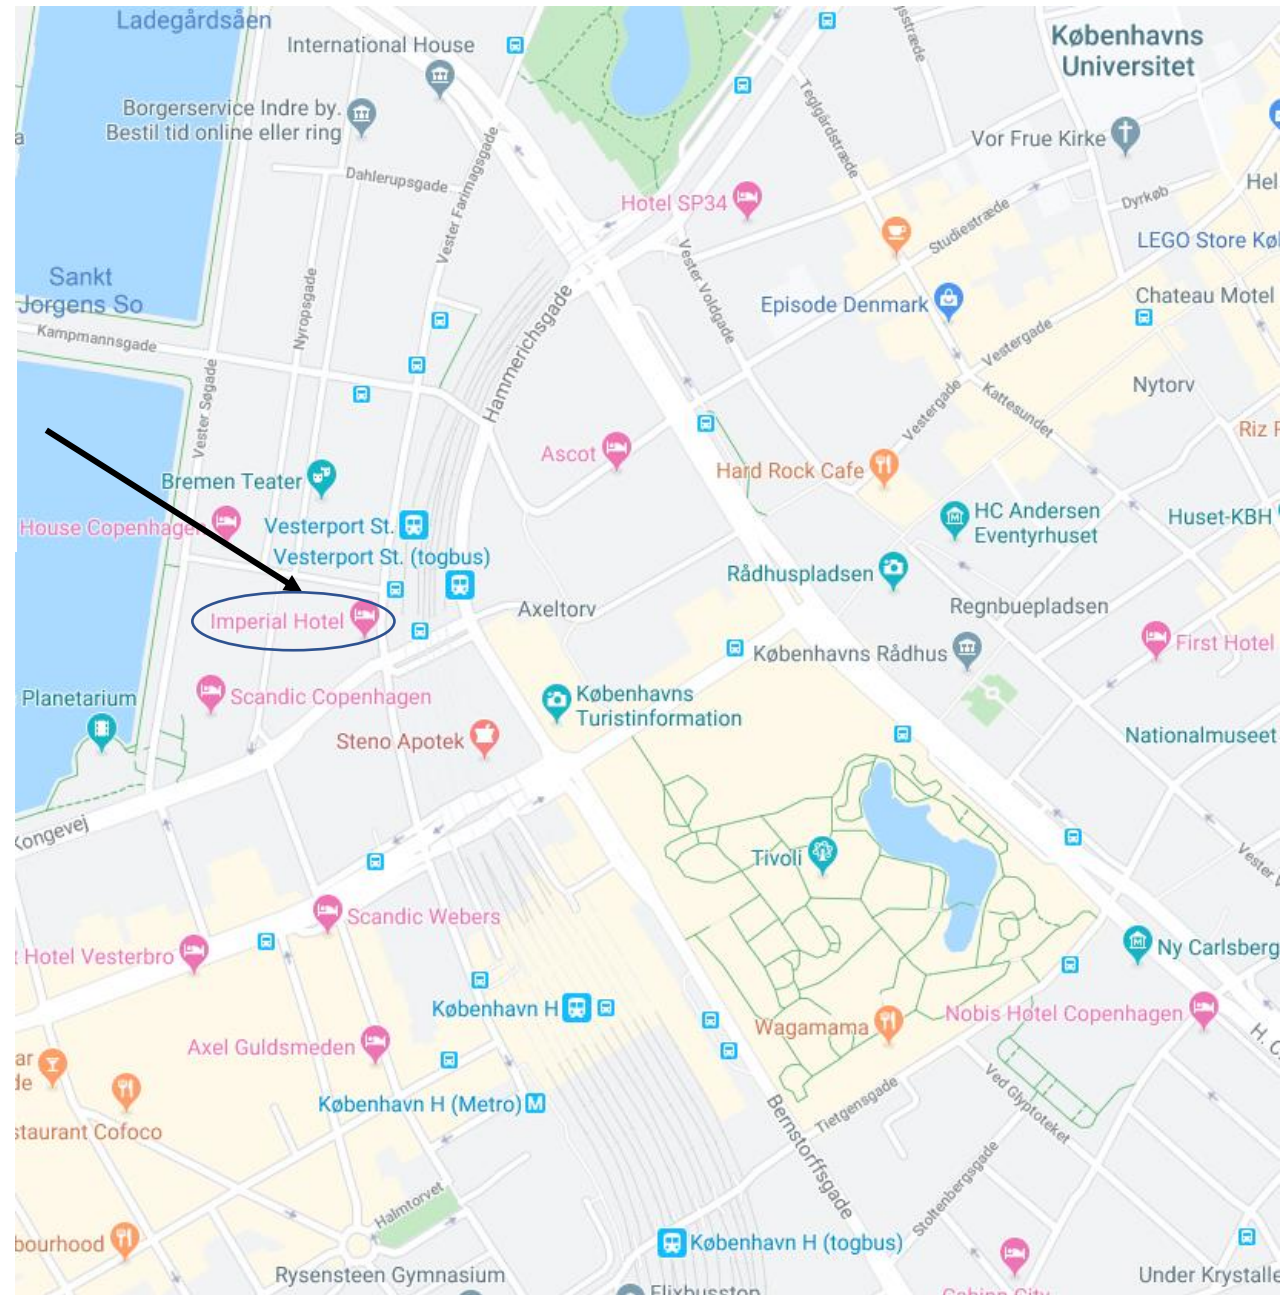 Ladegårdsåen
International House
Københavns
Universitet
Borgerservice Indre by.
Bestil tid online eller ring
Teglgårdstræde
Vor Frue Kirke
Dahlerupsgade
Vester Farimagsgade
Hotel SP34
Dyrkøb
Studiestræde
LEGO Store
Sankt
Jorgens So
Nyropsgade
Hammerichsgade
Vester Voldgade
Episode Denmark
Chateau Motel
Kampmannsgade
Vestergade
Nytorv
Vester Søgade
Vestergade
Kattesundet
Riz
Ascot
Bremen Teater
Hard Rock Cafe
House Copenhagen
Vesterport St.
HC Andersen
Eventyrhuset
Huset-KBH
Vesterport St. (togbus)
Rådhuspladsen
Axeltorv
Regnbuepladsen
Imperial Hotel
Københavns Rådhus
First Hotel
Planetarium
Scandic Copenhagen
Københavns
Turistinformation
Steno Apotek
Nationalmuseet
Kongevej
Tivoli
Vester
Scandic Webers
Hotel Vesterbro
Ny Carlsberg
København H
Nobis Hotel Copenhagen
Wagamama
Axel Guldsmeden
H. C.
Ved Glyptoteket
København H (Metro) M
Tietgensgade
Bernstorffsgade
staurant Cofoco
Stoltenbergsgade
Halmtorvet
bourhood
København H (togbus)
Rysensteen Gymnasium
Under Krystalle